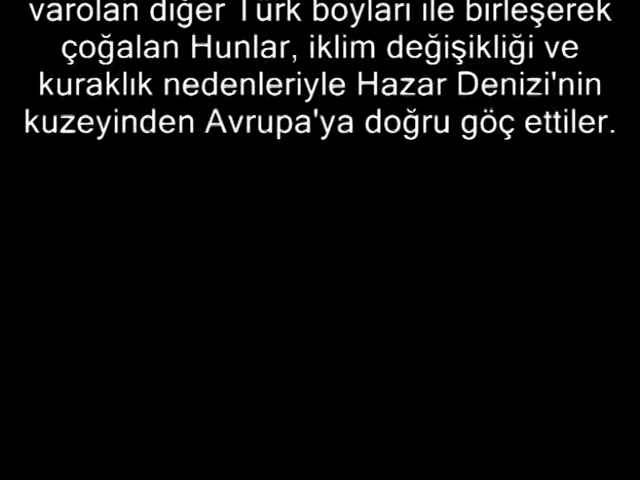 varolan diğer Türk boyları ile birleşerek
çoğalan Hunlar, iklim değişikliği ve
kuraklık nedenleriyle Hazar Denizi'nin
kuzeyinden Avrupa'ya doğru göç ettiler.